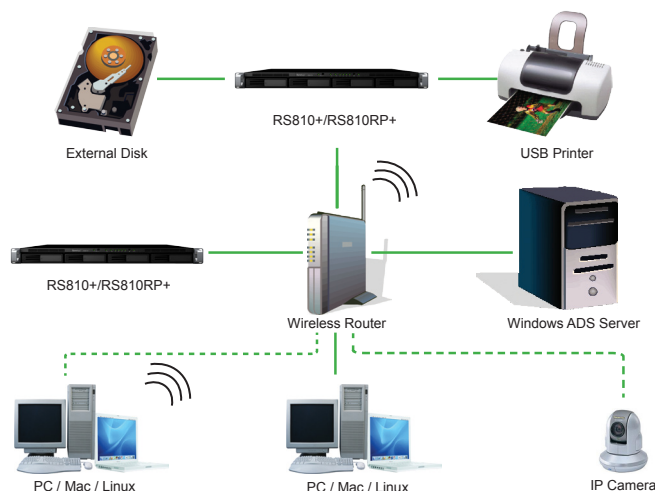 RS810+/RS810RP+
External Disk
USB Printer
RS810+/RS810RP+
Wireless Router
Windows ADS Server
PC / Mac / Linux
PC / Mac / Linux
IP Camera